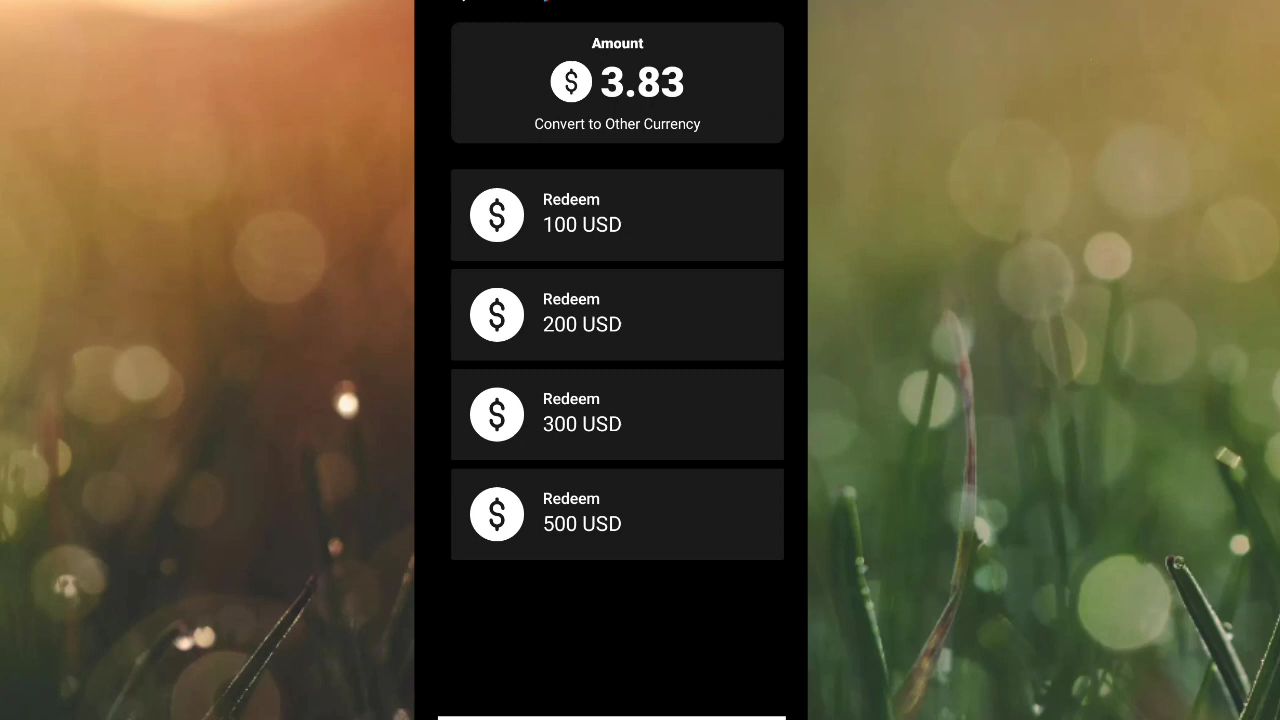 Amount
$ 3.83
Convert to Other Currency
$
Redeem
100 USD
$
Redeem
200 USD
$
Redeem
300 USD
$
Redeem
500 USD